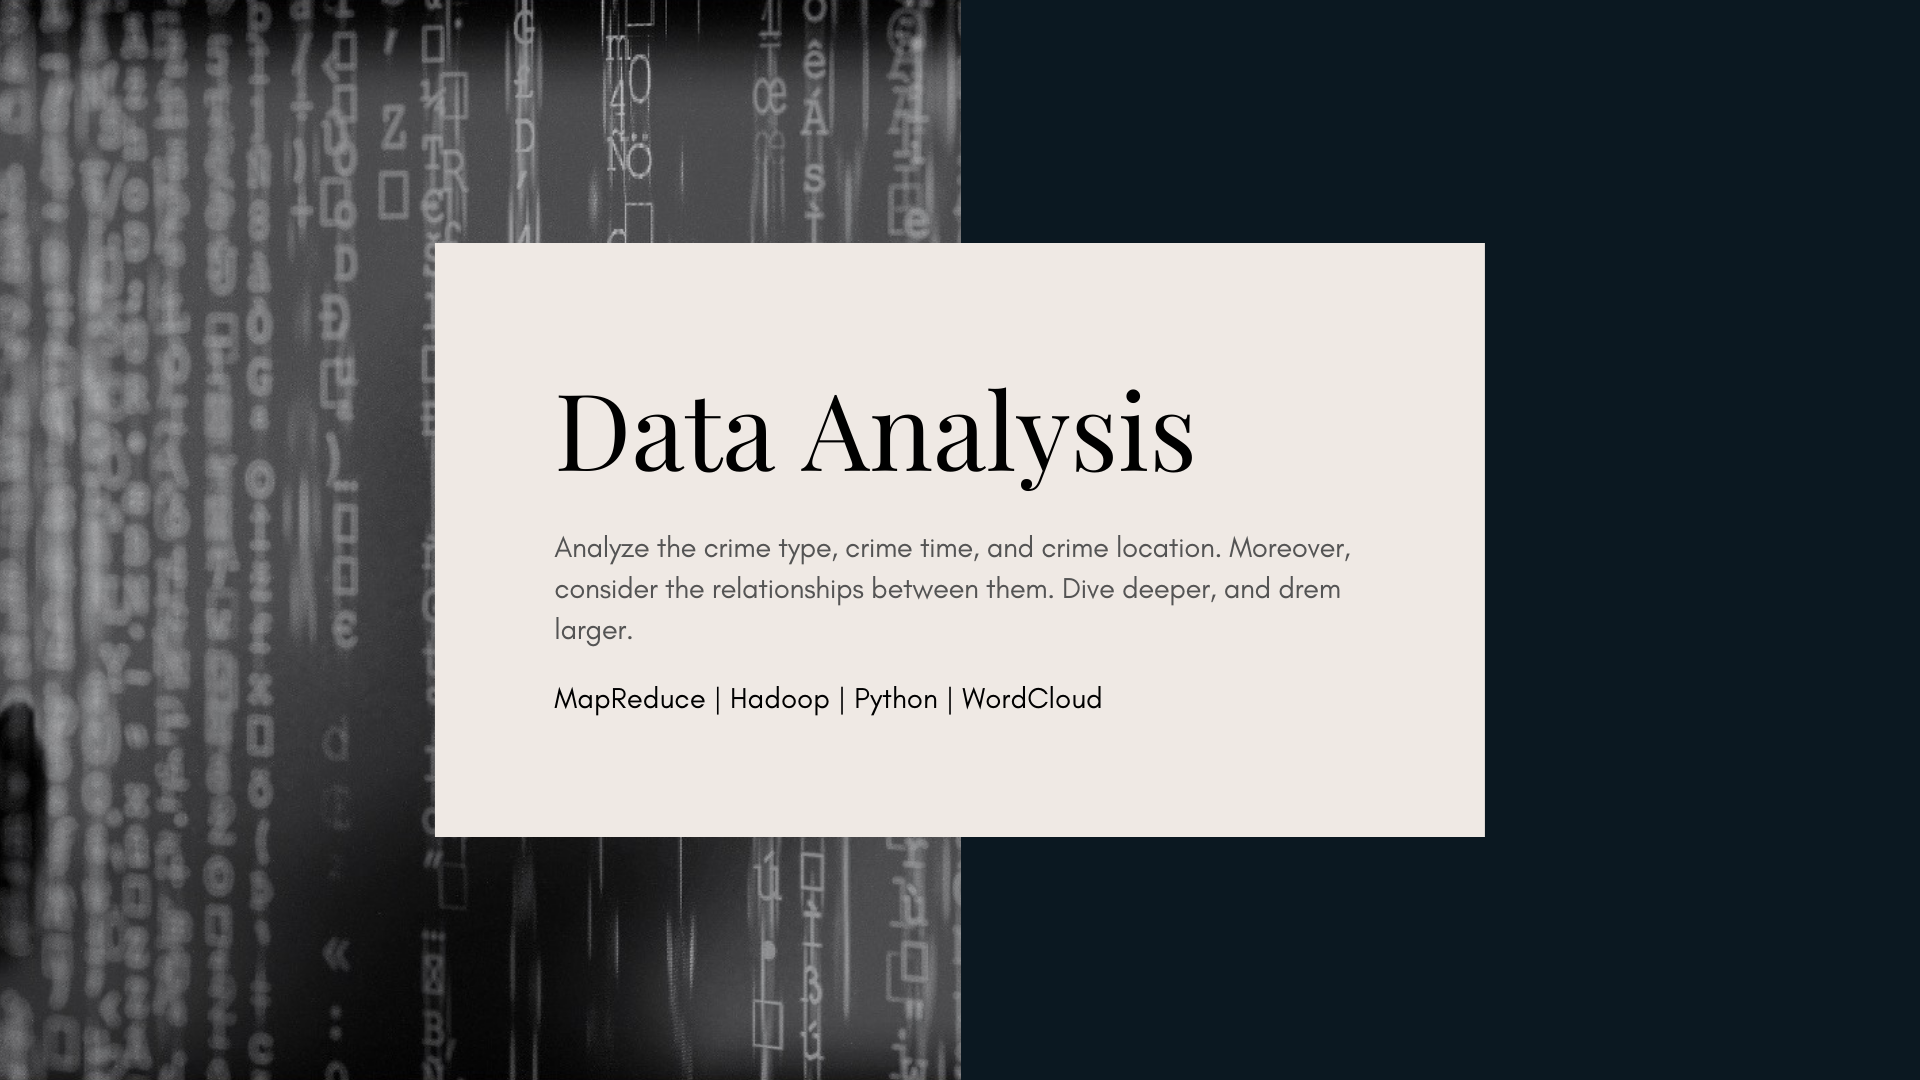 Data Analysis
Analyze the crime type, crime time, and crime location. Moreover,
consider the relationships between them. Dive deeper, and drem
larger.
MapReduce | Hadoop | Python | WordCloud